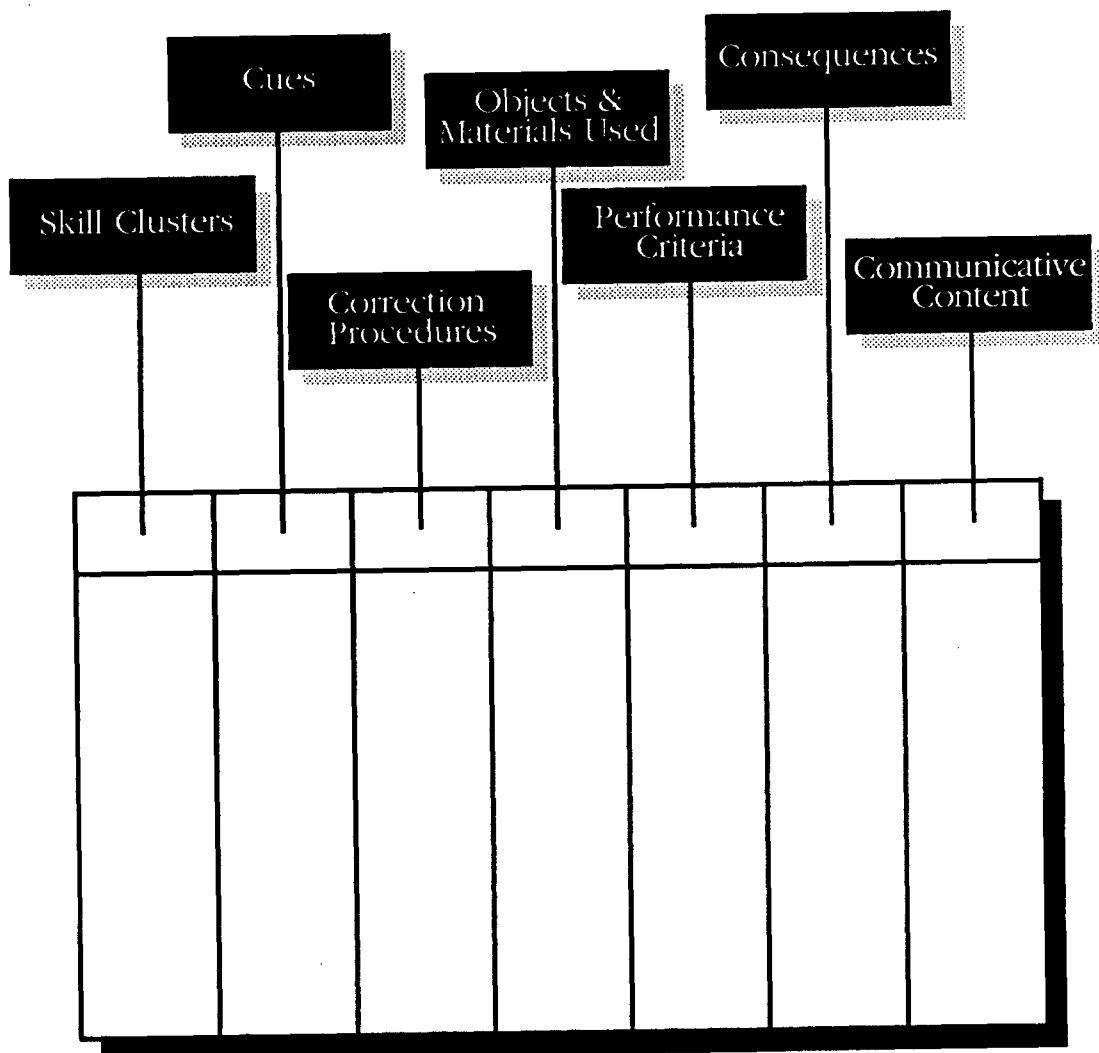 Skill Clusters
Cues
Correction
Procedures
Objects &
Materials Used
Performance
Criteria
Consequences
Communicative
Content